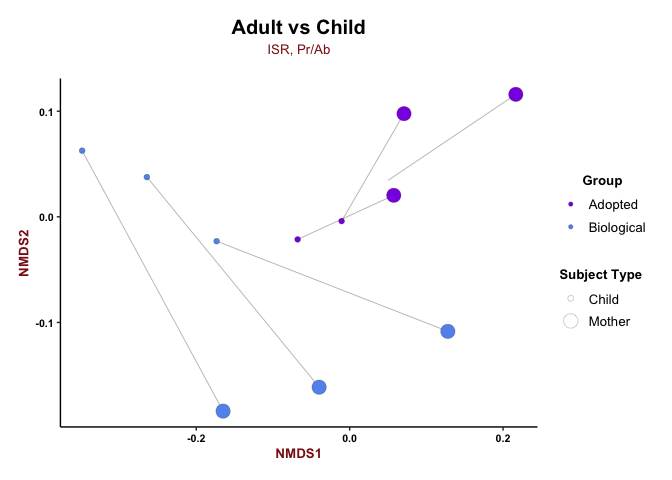 Adult vs Child
ISR, Pr/Ab
0.1
0.0
-0.1
NMDS2
-0.2
0.0
0.2
NMDS1
Group
Adopted
Biological
Subject Type
Child
Mother